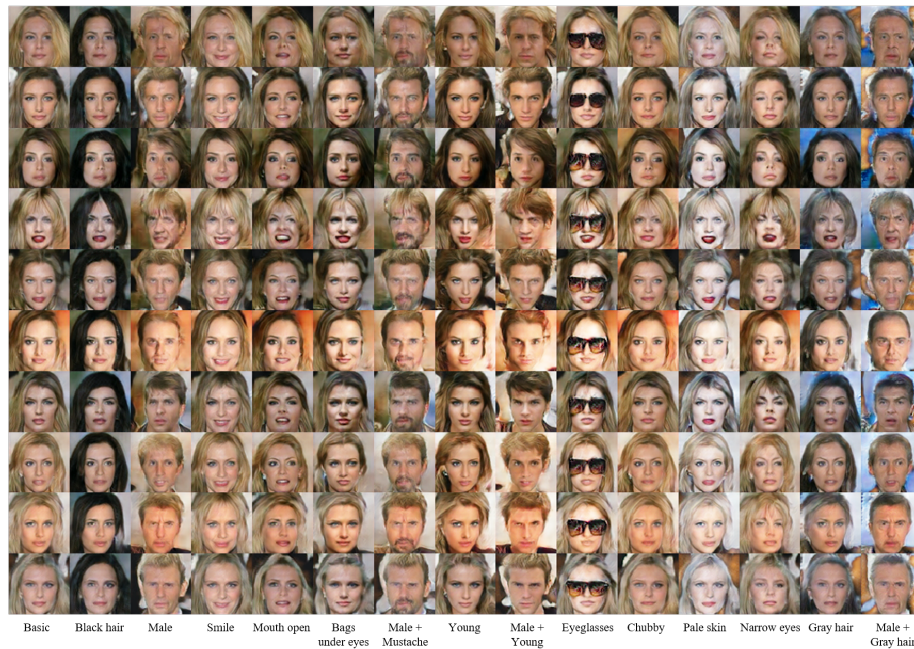 Basic Black hair Male Smile Mouth open Bags Male + Young Male + Eyeglasses Chubby Pale skin Narrow eyes Gray hair Male +
under eyes Mustache Young Gray hair